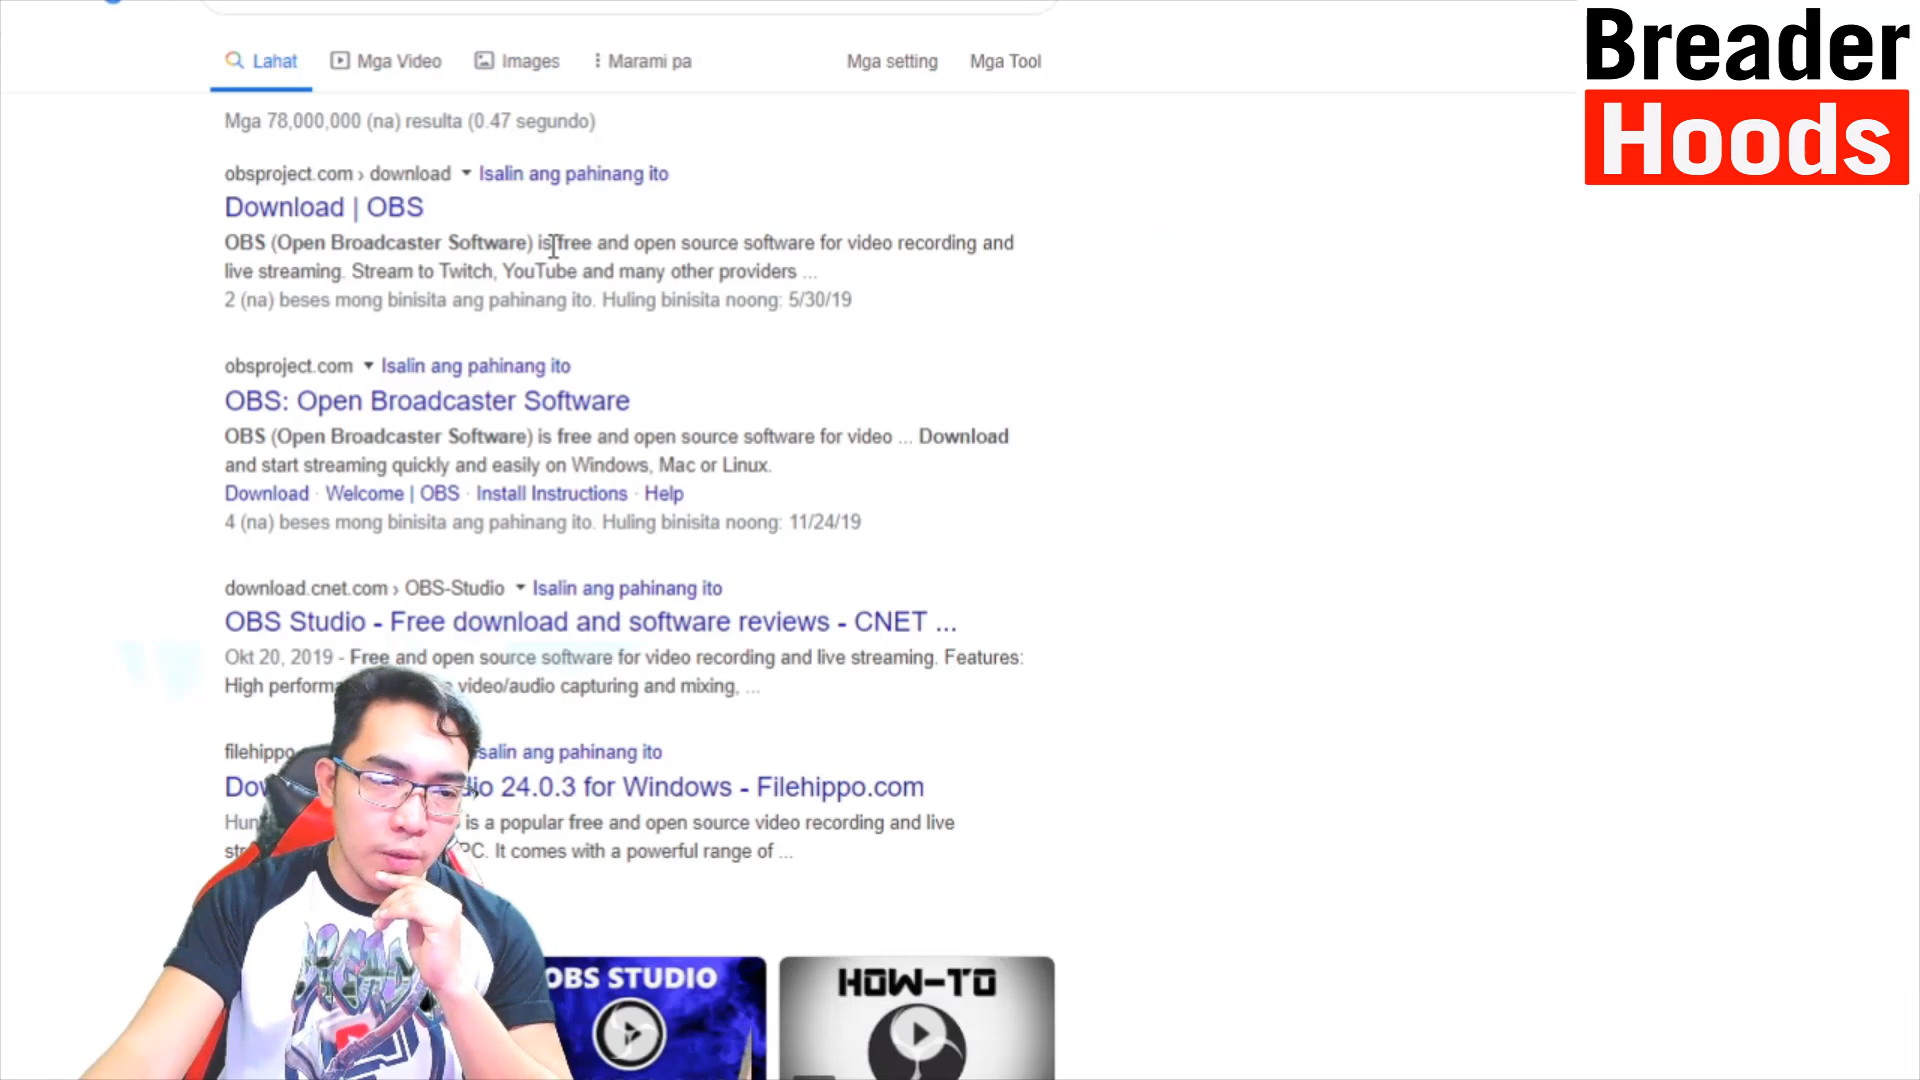 Breader
Hoods
Lahat Mga Video Images Marami pa Mga setting Mga Tool
Mga 78,000,000 (na) resulta (0.47 segundo)
obsproject.com › download Isalin ang pahinang ito
Download | OBS
OBS (Open Broadcaster Software) is free and open source software for video recording and
live streaming. Stream to Twitch, YouTube and many other providers ...
2 (na) beses mong binisita ang pahinang ito. Huling binisita noong: 5/30/19
obsproject.com Isalin ang pahinang ito
OBS: Open Broadcaster Software
OBS (Open Broadcaster Software) is free and open source software for video ... Download
and start streaming quickly and easily on Windows, Mac or Linux.
Download · Welcome | OBS · Install Instructions · Help
4 (na) beses mong binisita ang pahinang ito. Huling binisita noong: 11/24/19
download.cnet.com › OBS-Studio Isalin ang pahinang ito
OBS Studio - Free download and software reviews - CNET ...
Okt 20, 2019 - Free and open source software for video recording and live streaming. Features:
High video/audio capturing and mixing, ...
ang pahinang ito
24.0.3 for Windows - Filehippo.com
is a popular free and open source video recording and live
PC. It comes with a powerful range of ...
OBS STUDIO
HOW-TO